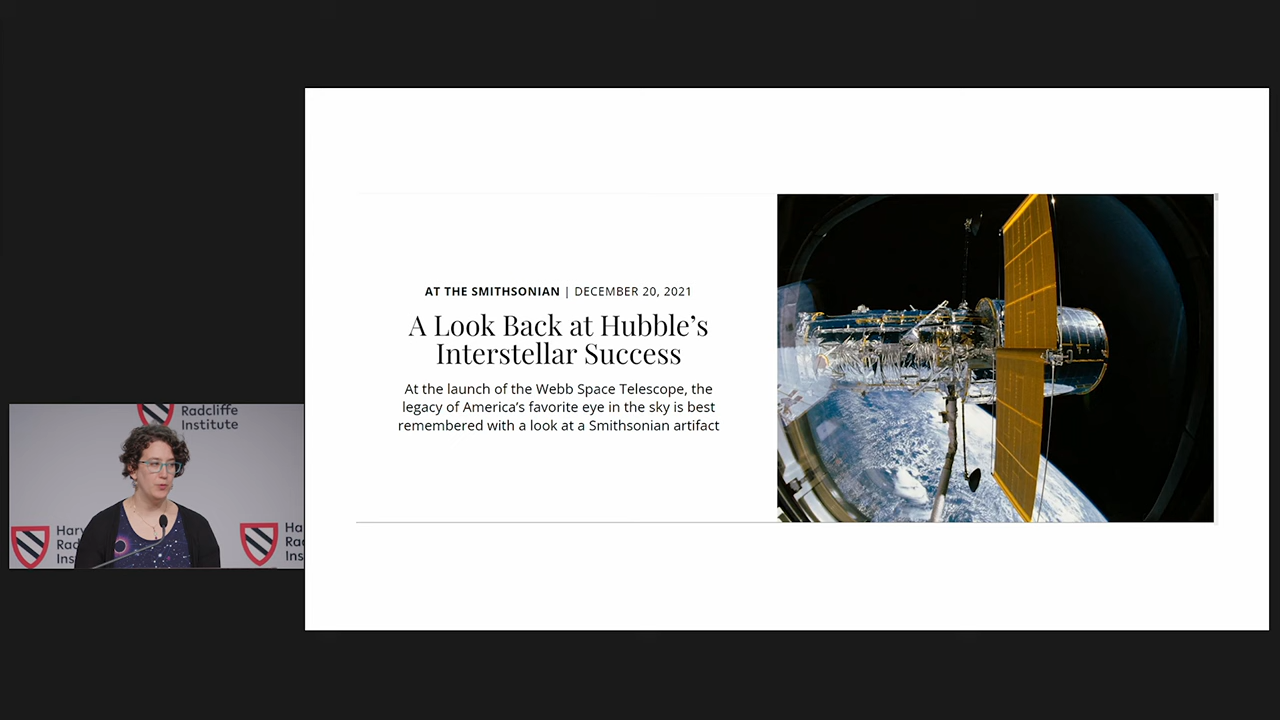 AT THE SMITHSONIAN | DECEMBER 20, 2021
A Look Back at Hubble's
Interstellar Success
At the launch of the Webb Space Telescope, the
legacy of America's favorite eye in the sky is best
remembered with a look at a Smithsonian artifact
Radcliffe
Institute
Harv
Rad
Ins
Ha
Ra
Ins